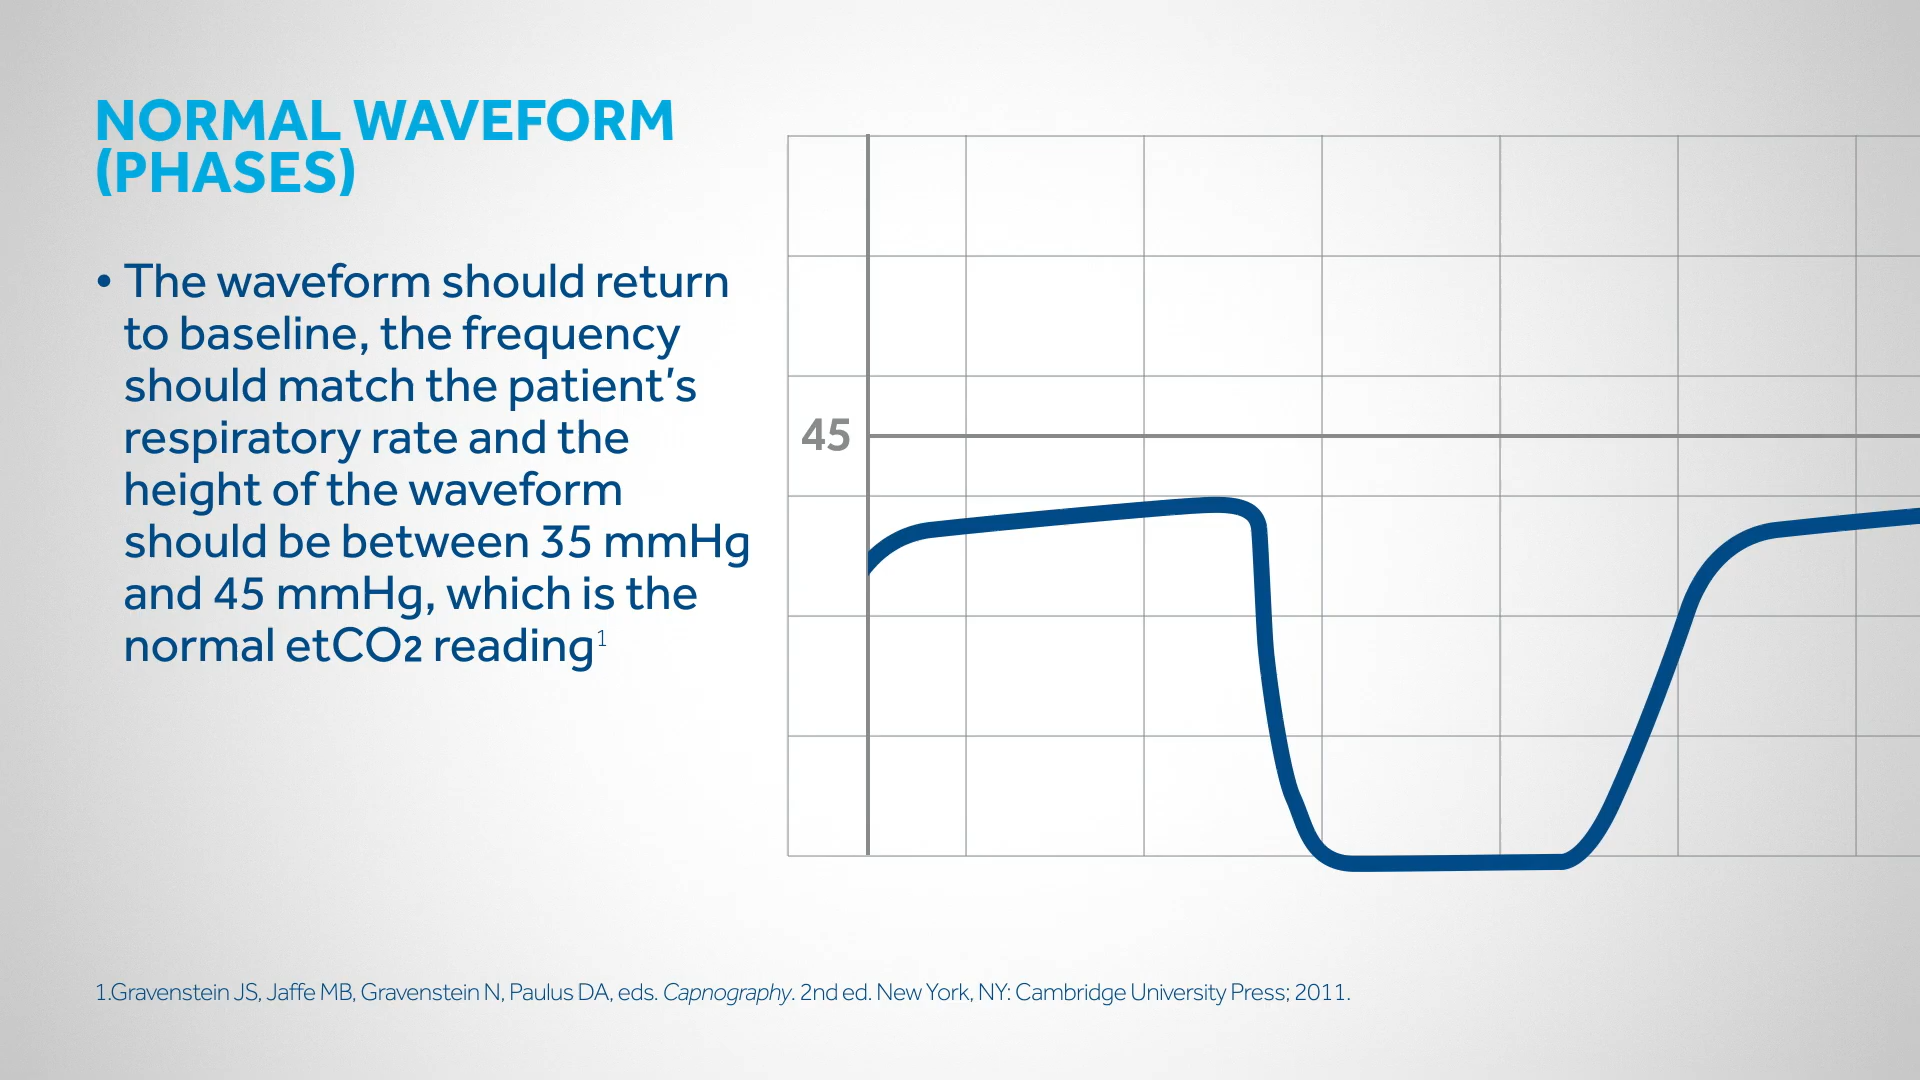 NORMAL WAVEFORM
(PHASES)
• The waveform should return
to baseline, the frequency
should match the patient's
respiratory rate and the
height of the waveform
should be between 35 mmHg
and 45 mmHg, which is the
normal etCO2 reading1
45
1.Gravenstein JS, Jaffe MB, Gravenstein N, Paulus DA, eds. Capnography. 2nd ed. New York, NY: Cambridge University Press; 2011.